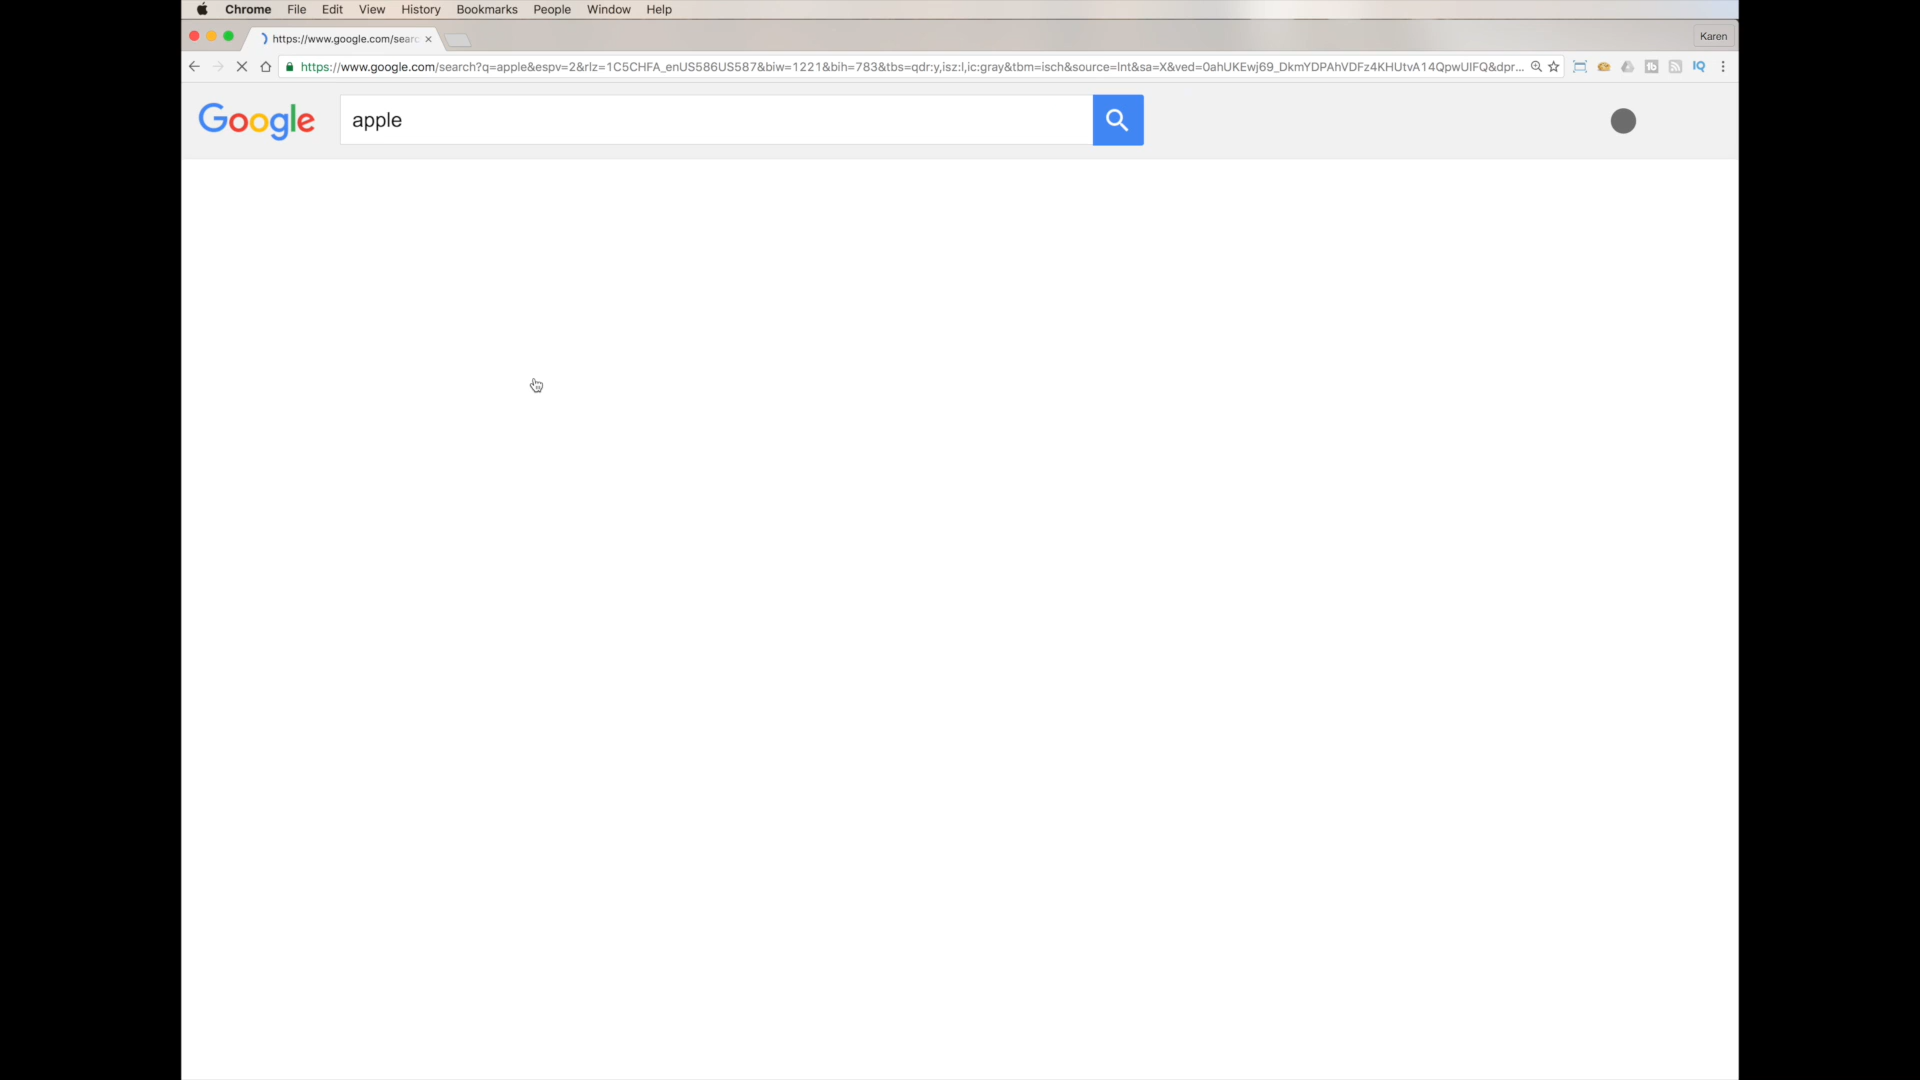 Chrome File Edit View History Bookmarks People Window Help
https://www.google.com/searc Karen
https://www.google.com/search?q=apple&espv=2&rlz=1C5CHFA_enUS586US587&biw=1221&bih=783&tbs=qdr:y,isz:l,ic:gray&tbm=isch&source=lnt&sa=X&ved=0ahUKEwj69_DkmYDPAhVDFz4KHUtvA14QpwUIFQ&dpr... IQ
Google apple